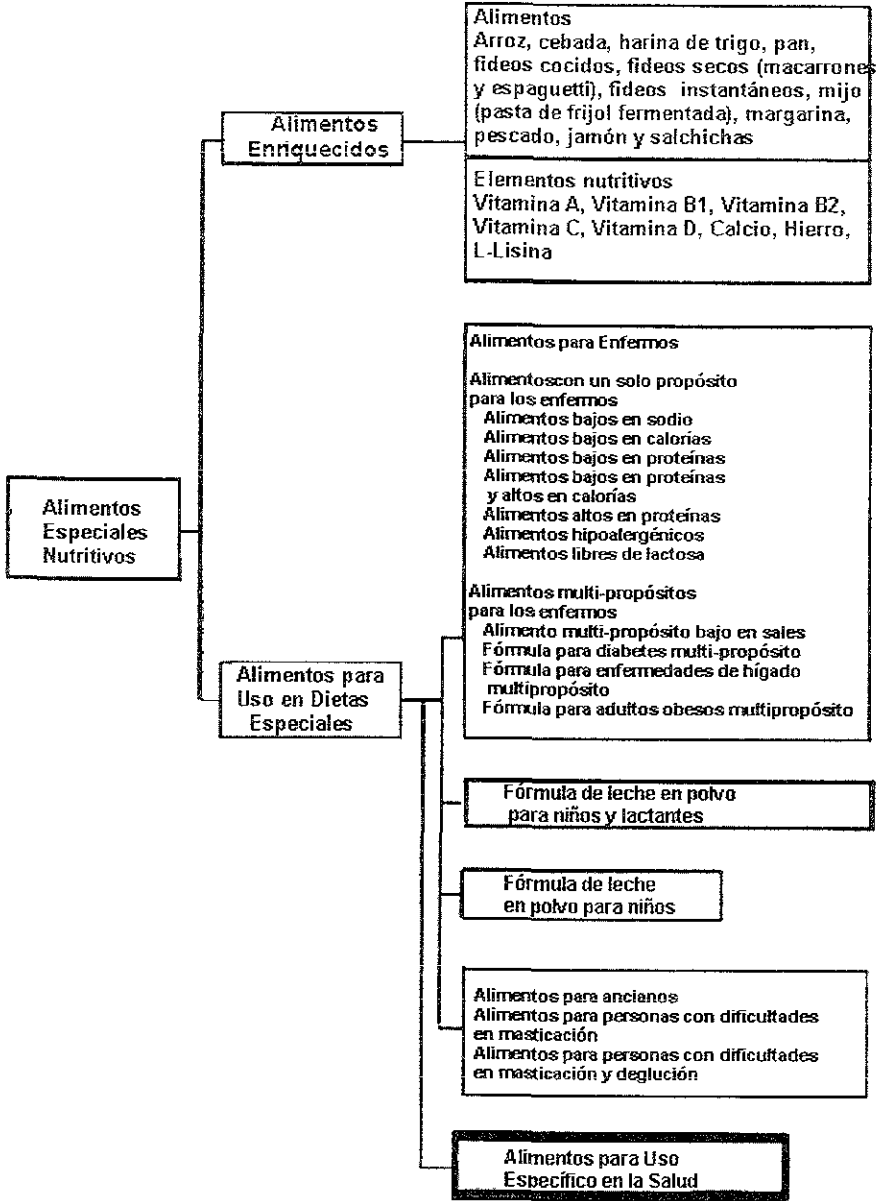 Alimentos
Arroz, cebada, harina de trigo, pan,
fideos cocidos, fideos secos (macarrones
y espaguetti), fideos instantáneos, mijo
(pasta de frijol fermentada), margarina,
pescado, jamón y salchichas
Alimentos
Enriquecidos
Elementos nutritivos
Vitamina A, Vitamina B1, Vitamina B2,
Vitamina C, Vitamina D, Calcio, Hierro,
L-Lisina
Alimentos para Enfermos
Alimentoscon un solo propósito
para los enfermos
Alimentos bajos en sodio
Alimentos bajos en calorías
Alimentos bajos en proteínas
Alimentos bajos en proteínas
y altos en calorías
Alimentos altos en proteínas
Alimentos hipoalergénicos
Alimentos libres de lactosa
Alimentos multi-propósitos
para los enfermos
Alimento multi-propósito bajo en sales
Fórmula para diabetes multi-propósito
Fórmula para enfermedades de hígado
multipropósito
Fórmula para adultos obesos multipropósito
Alimentos
Especiales
Nutritivos
Alimentos para
Uso en Dietas
Especiales
Fórmula de leche en polvo
para niños y lactantes
Fórmula de leche
en polvo para niños
Alimentos para ancianos
Alimentos para personas con dificultades
en masticación
Alimentos para personas con dificultades
en masticación y deglución
Alimentos para Uso
Específico en la Salud